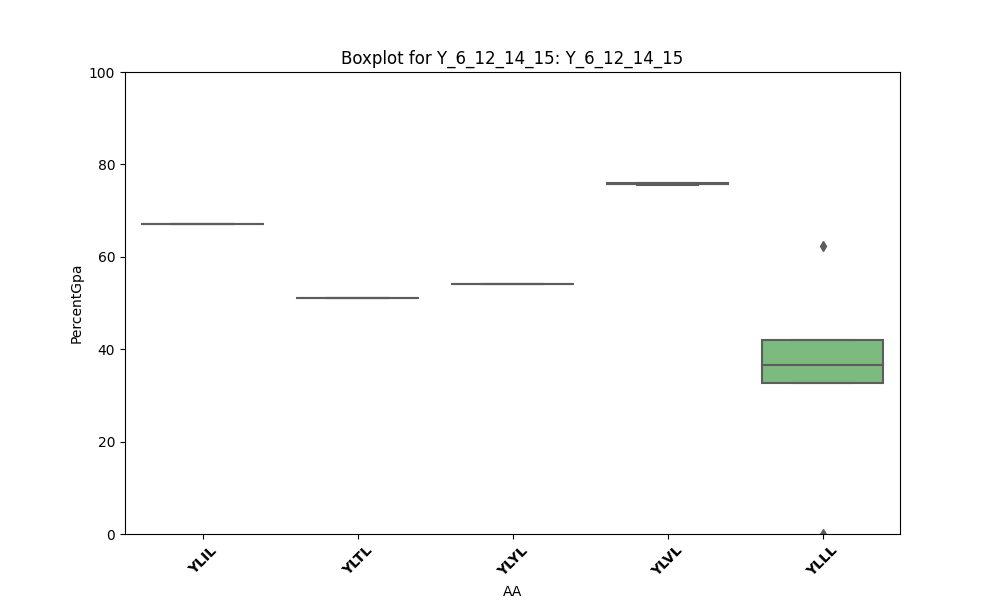 Boxplot for Y_6_12_14_15: Y_6_12_14_15
100
80
60
40
20
0
PercentGpa
YLIL
YLTL
YLYL
YLVL
YLLL
AA